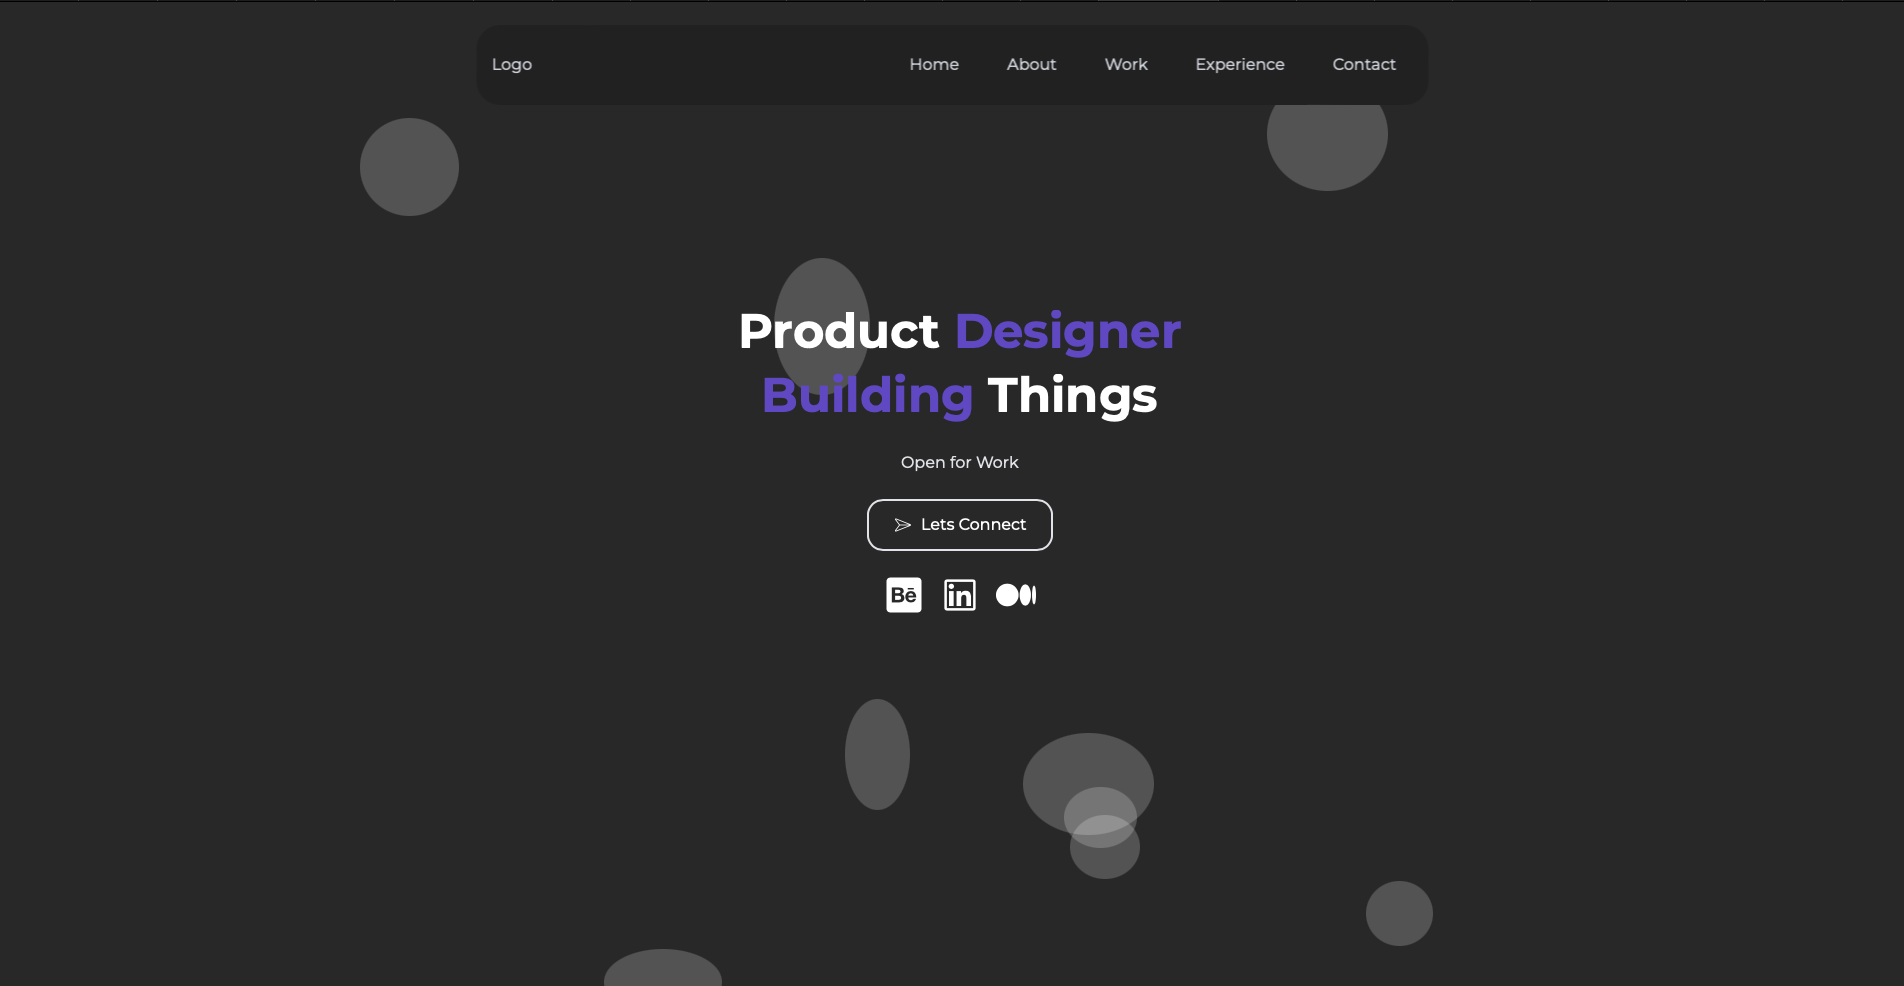 Logo Home About Work Experience Contact
Product Designer
Building Things
Open for Work
Lets Connect
Bē in